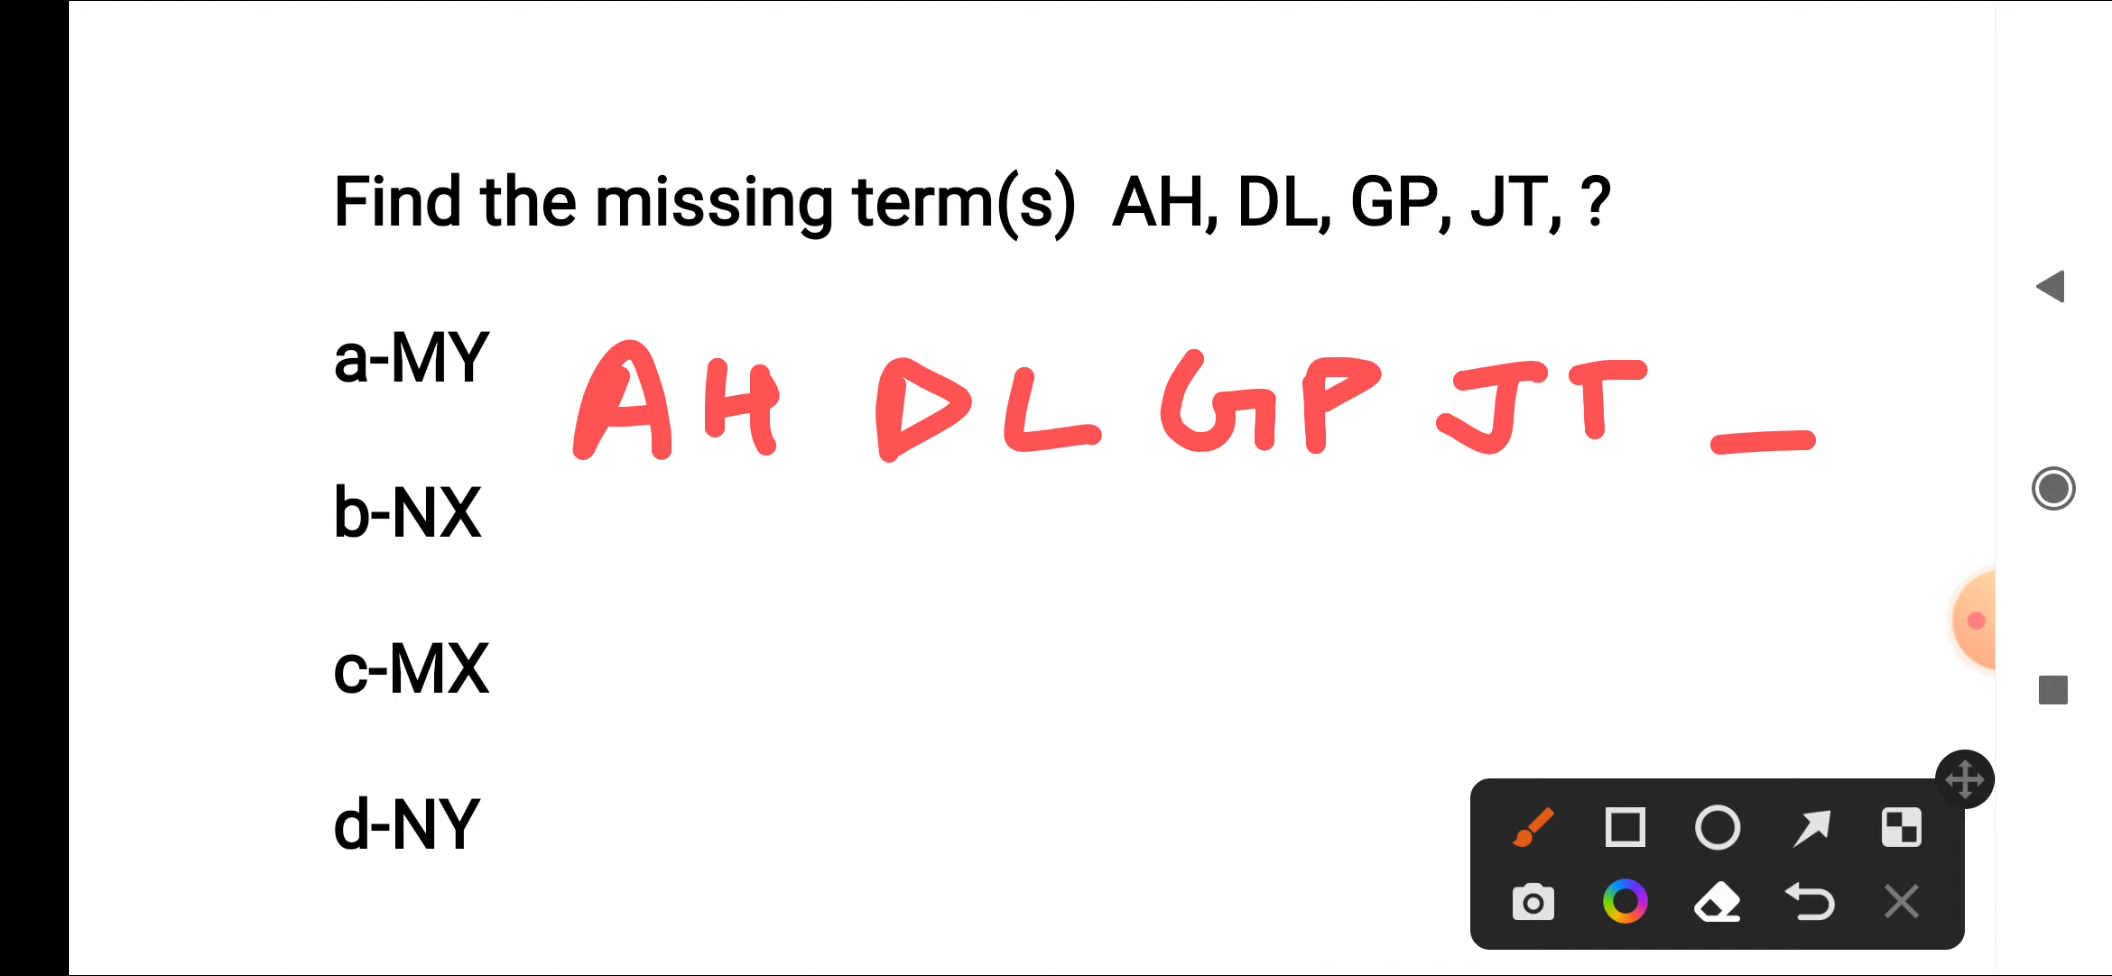 Find the missing term(s) AH, DL, GP, JT, ?
a-MY
AH DL GP JT _
b-NX
c-MX
d-NY